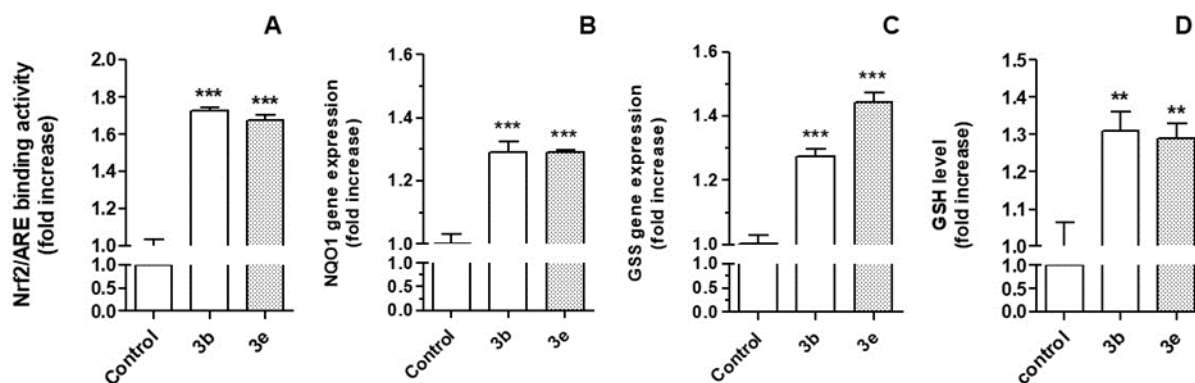 A
Nrf2/ARE binding activity
(fold increase)
2.0
1.8
1.6
1.4
1.2
1.0
1.0
0.5
0.0
***
***
Control
3b
3e
B
NQO1 gene expression
(fold increase)
1.6
1.4
1.2
1.0
1.0
0.5
0.0
***
***
Control
3b
3e
C
GSS gene expression
(fold increase)
1.6
1.4
1.2
1.0
1.0
0.5
0.0
***
***
Control
3b
3e
D
GSH level
(fold increase)
1.5
1.4
1.3
1.2
1.1
1.0
1.0
0.5
0.0
**
**
Control
3b
3e